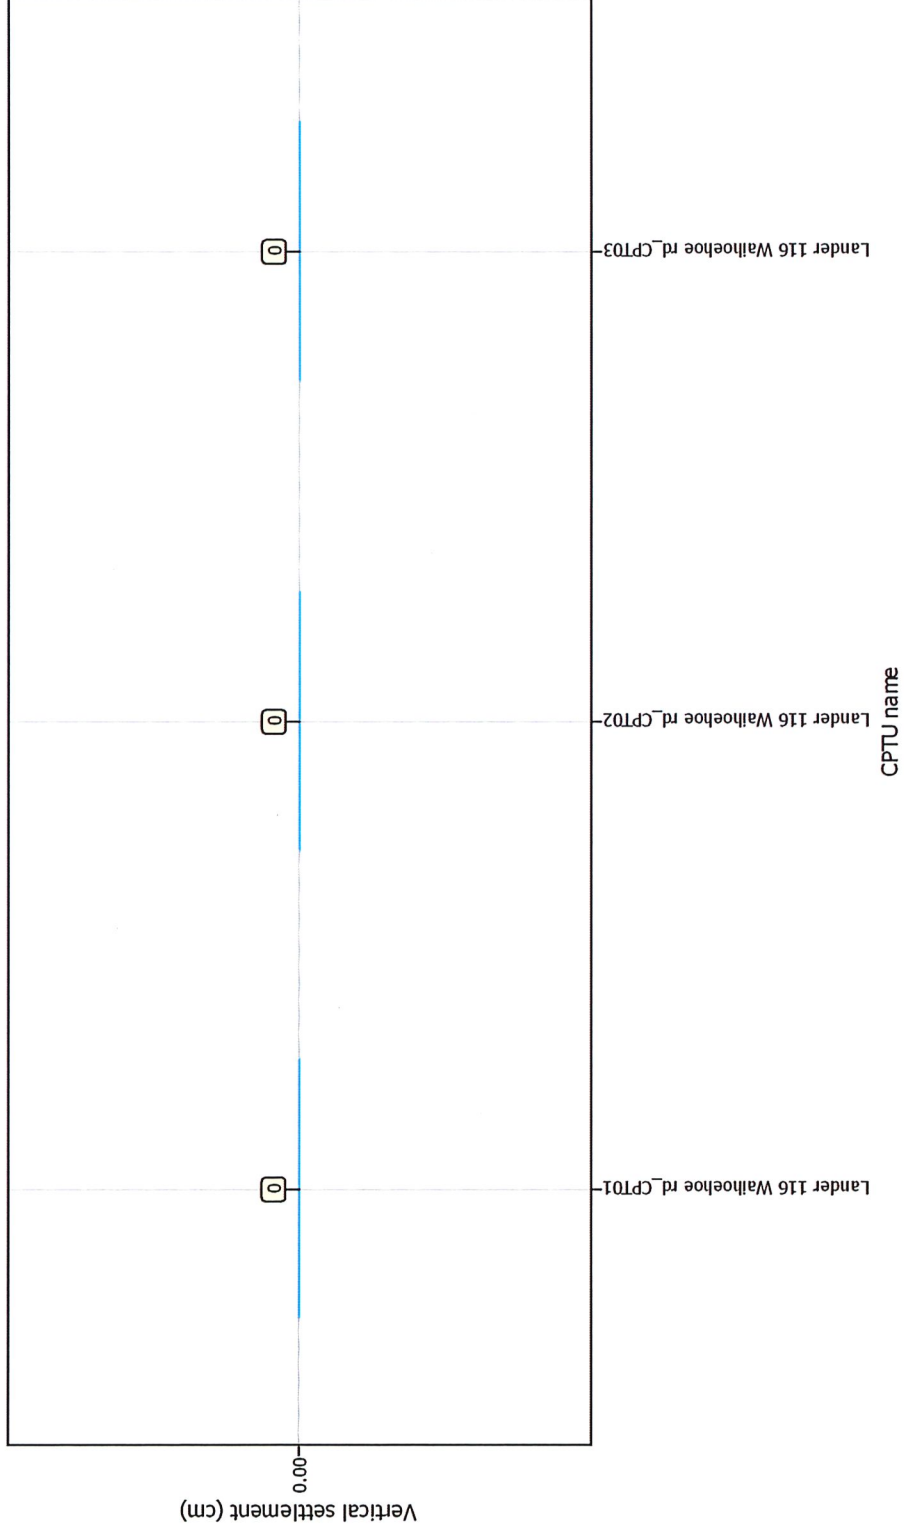 Vertical settlement (cm)
0.00
0
0
0
Lander 116 Waihoehoe rd_CPT01
Lander 116 Waihoehoe rd_CPT02
Lander 116 Waihoehoe rd_CPT03
CPTU name